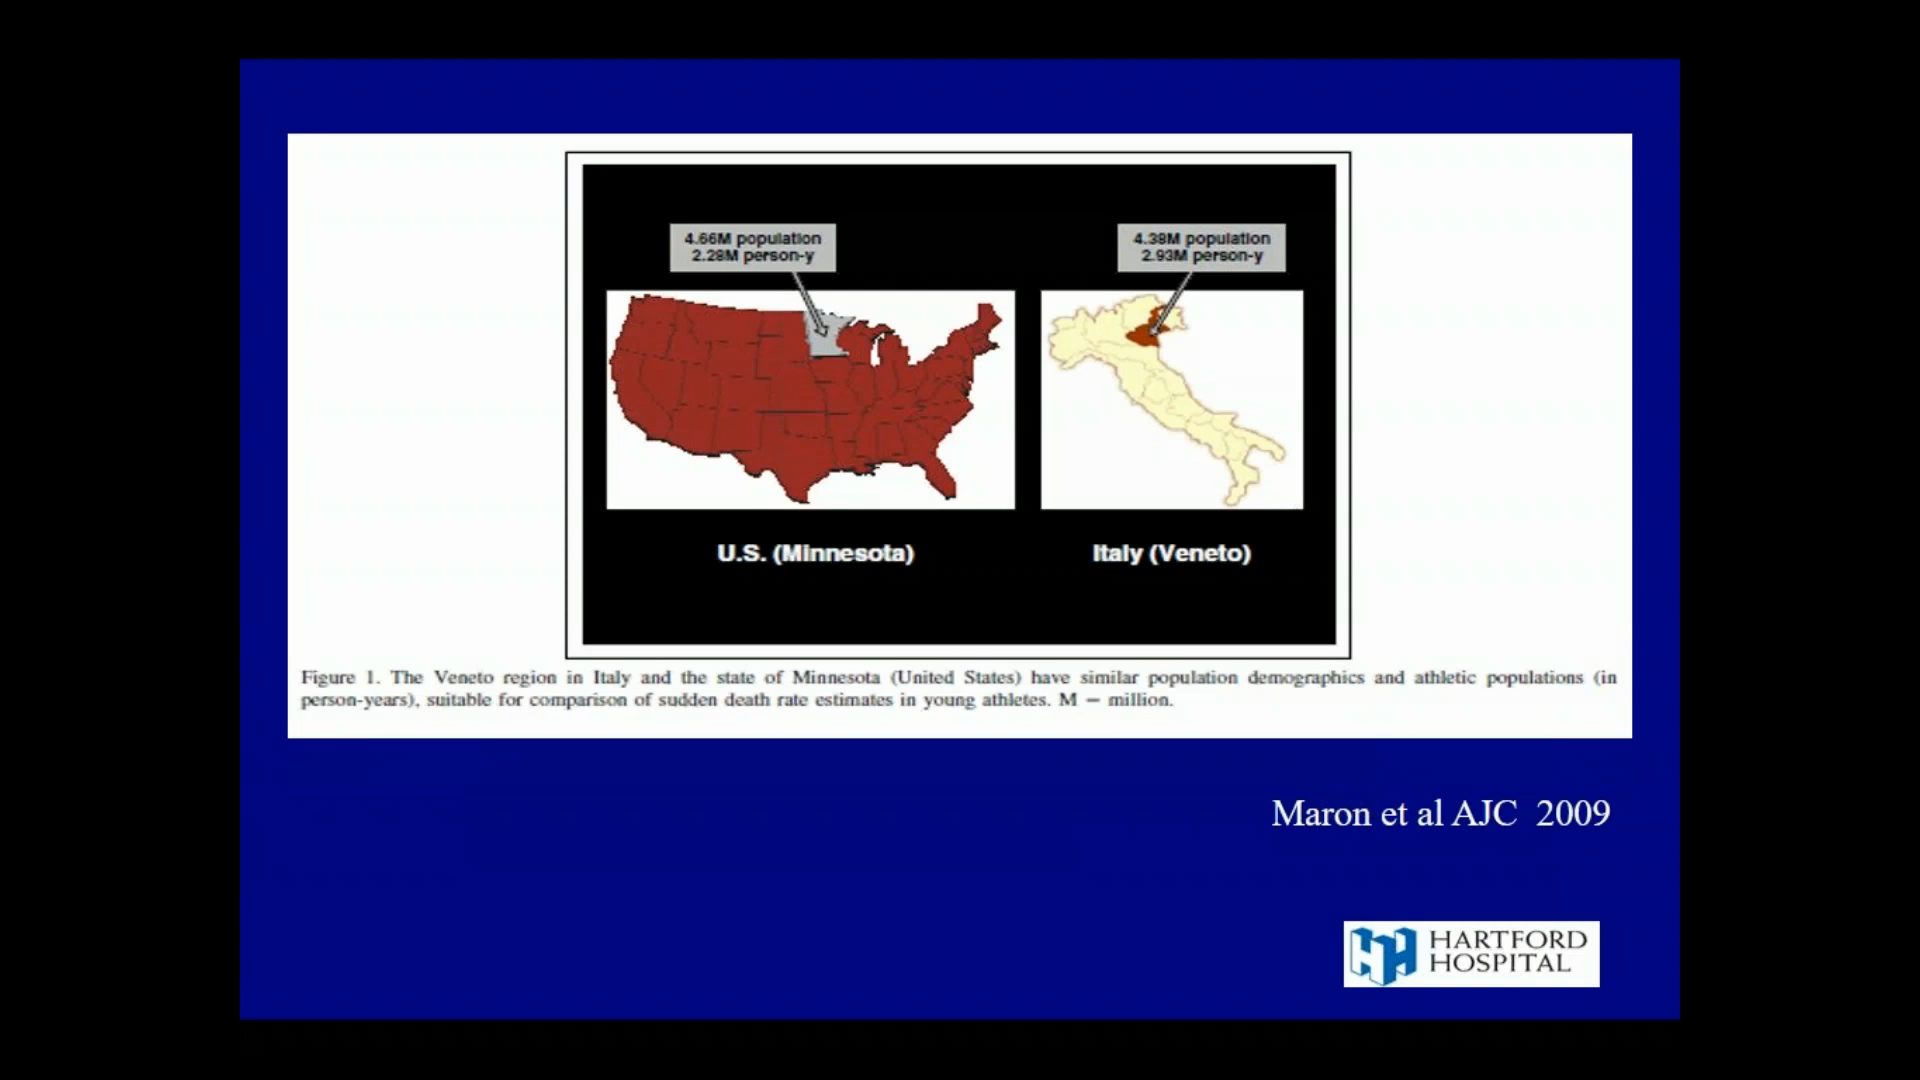 4.66M population
2.28M person-y
4.38M population
2.93M person-y
U.S. (Minnesota)
Italy (Veneto)
Figure 1. The Veneto region in Italy and the state of Minnesota (United States) have similar population demographics and athletic populations (in
person-years), suitable for comparison of sudden death rate estimates in young athletes. M = million.
Maron et al AJC 2009
HARTFORD
HOSPITAL